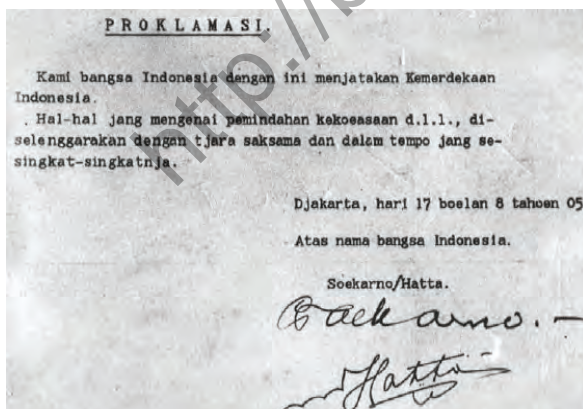 PROKLAMASI.
Kami bangsa Indonesia dengan ini menjatakan Kemerdekaan
Indonesia.
Hal-hal jang mengenai pemindahan kekoeasaan d.l.l., di-
selenggarakan dengan tjara saksama dan dalam tempo jang se-
singkat-singkatnja.
Djakarta, hari 17 boelan 8 tahoen 05
Atas nama bangsa Indonesia.
Soekarno/Hatta.
Soekarno.-
Hatta
http://